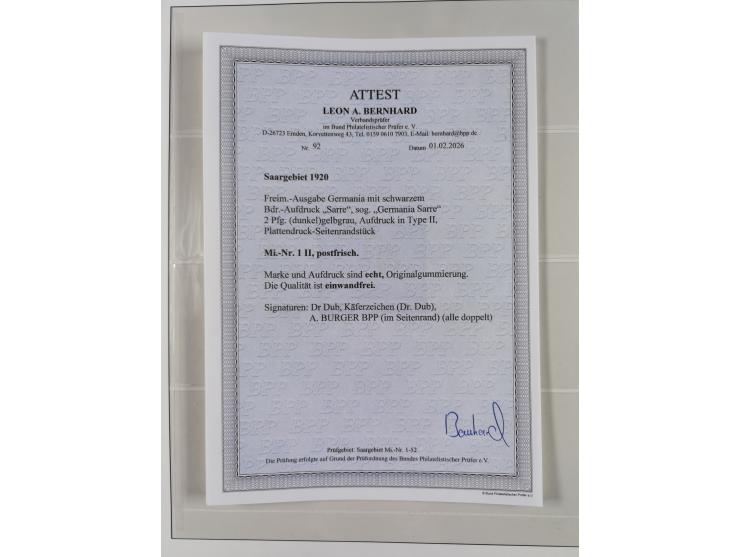 ATTEST
LEON A. BERNHARD
Verbandsprüfer
im Bund Philatelistischer Prüfer e. V.
D-26723 Emden, Korvettenweg 43, Tel. 0159 0610 7903, E-Mail: bernhard@bpp.de
Nr. 92 Datum 01.02.2026
Saargebiet 1920
Freim.-Ausgabe Germania mit schwarzem
Bdr.-Aufdruck „Sarre“, sog. „Germania Sarre“
2 Pfg. (dunkel)gelbgrau, Aufdruck in Type II,
Plattendruck-Seitenrandstück
Mi.-Nr. 1 II, postfrisch.
Marke und Aufdruck sind echt, Originalgummierung.
Die Qualität ist einwandfrei.
Signaturen: Dr Dub, Käferzeichen (Dr. Dub),
A. BURGER BPP (im Seitenrand) (alle doppelt)
Bernhard
Prüfgebiet: Saargebiet Mi.-Nr. 1-52
Die Prüfung erfolgte auf Grund der Prüfordnung des Bundes Philatelistischer Prüfer e.V.
© Bund Philatelistischer Prüfer e.V.